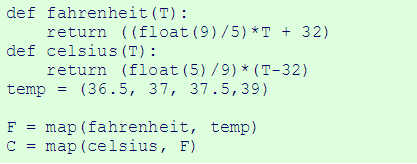 def fahrenheit(T):
    return ((float(9)/5)*T + 32)
def celsius(T):
    return (float(5)/9)*(T-32)
temp = (36.5, 37, 37.5,39)

F = map(fahrenheit, temp)
C = map(celsius, F)